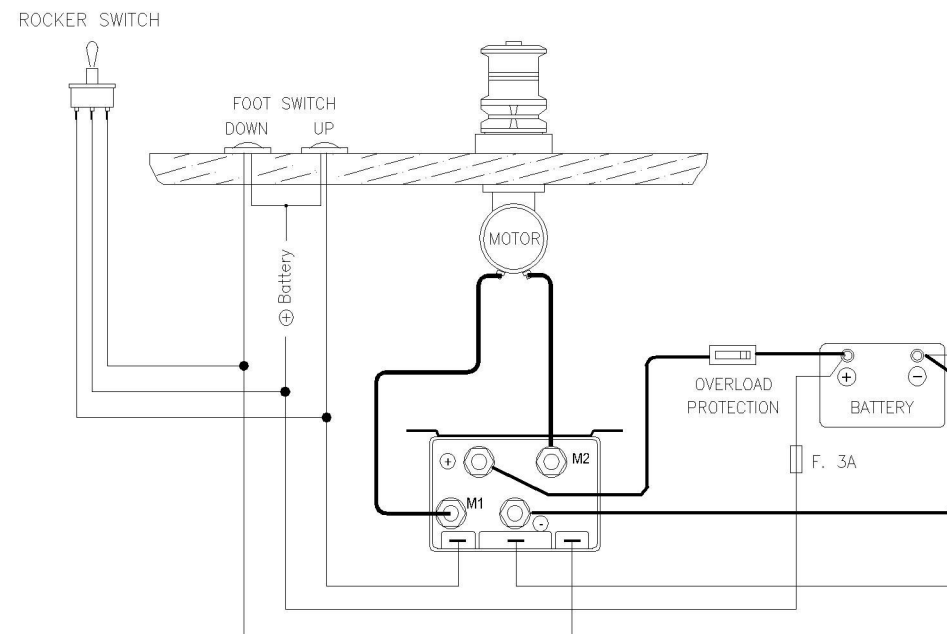 ROCKER SWITCH
FOOT SWITCH
DOWN UP
MOTOR
+ Battery
OVERLOAD
PROTECTION
+ −
BATTERY
+ M2
F. 3A
M1
-